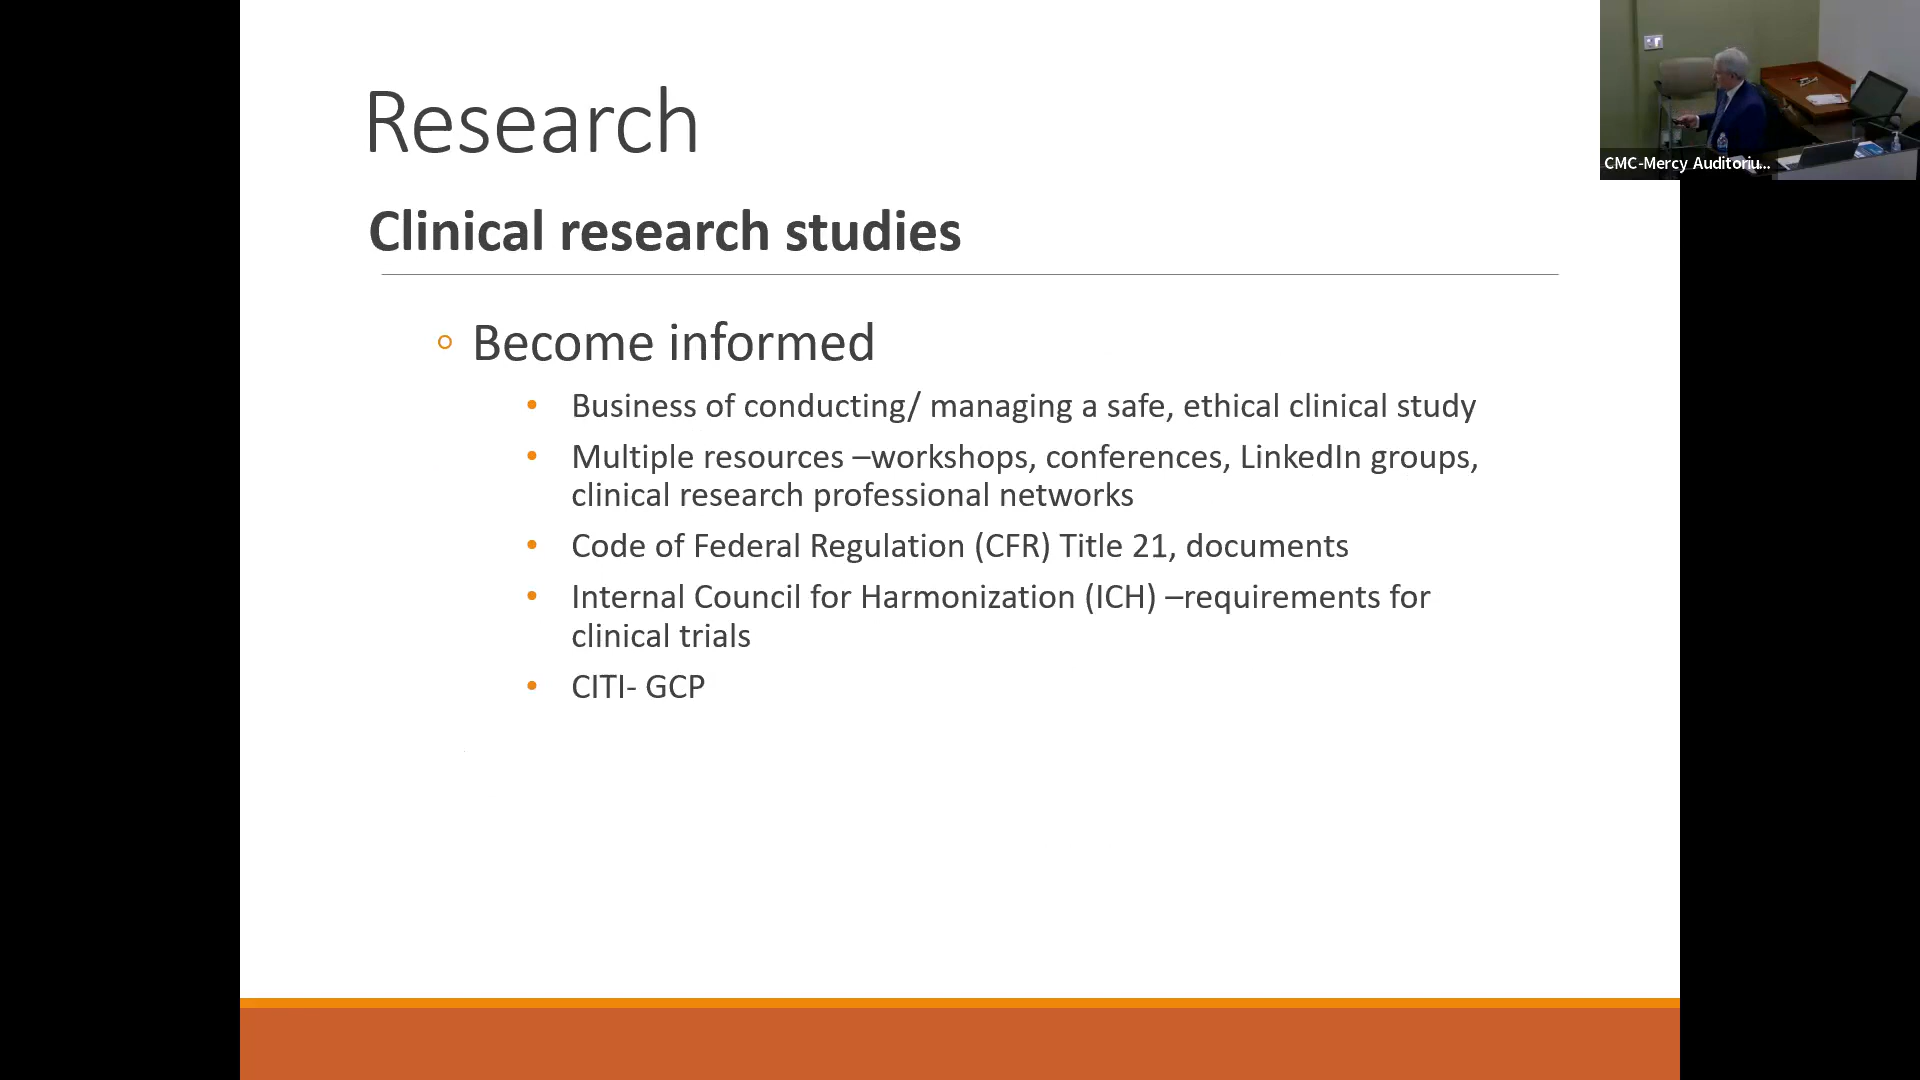 Research
Clinical research studies
Become informed
Business of conducting/ managing a safe, ethical clinical study
Multiple resources –workshops, conferences, LinkedIn groups,
clinical research professional networks
Code of Federal Regulation (CFR) Title 21, documents
Internal Council for Harmonization (ICH) –requirements for
clinical trials
CITI- GCP
CMC-Mercy Auditoriu...